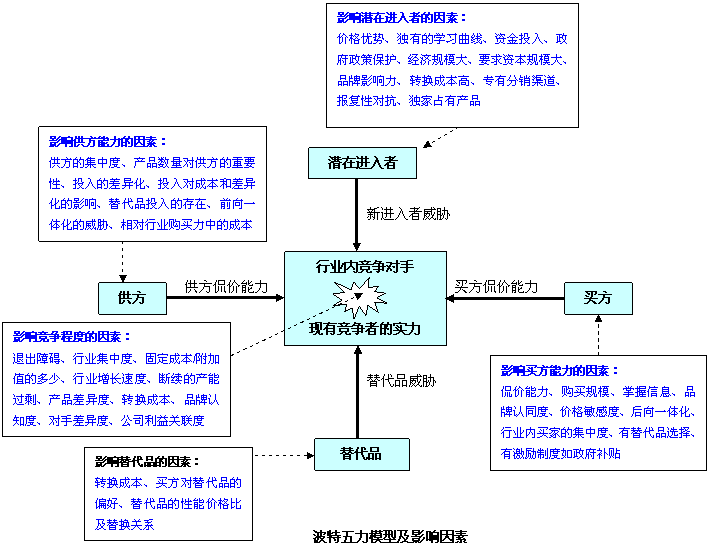 影响潜在进入者的因素：
价格优势、独有的学习曲线、资金投入、政
府政策保护、经济规模大、要求资本规模大、
品牌影响力、转换成本高、专有分销渠道、
报复性对抗、独家占有产品
影响供方能力的因素：
供方的集中度、产品数量对供方的重要
性、投入的差异化、投入对成本和差异
化的影响、替代品投入的存在、前向一
体化的威胁、相对行业购买力中的成本
潜在进入者
新进入者威胁
行业内竞争对手
现有竞争者的实力
供方
供方侃价能力
买方侃价能力
买方
影响竞争程度的因素：
退出障碍、行业集中度、固定成本/附加
值的多少、行业增长速度、断续的产能
过剩、产品差异度、转换成本、品牌认
知度、对手差异度、公司利益关联度
替代品威胁
影响买方能力的因素：
侃价能力、购买规模、掌握信息、品
牌认同度、价格敏感度、后向一体化、
行业内买家的集中度、有替代品选择、
有激励制度如政府补贴
替代品
影响替代品的因素：
转换成本、买方对替代品的
偏好、替代品的性能价格比
及替换关系
波特五力模型及影响因素